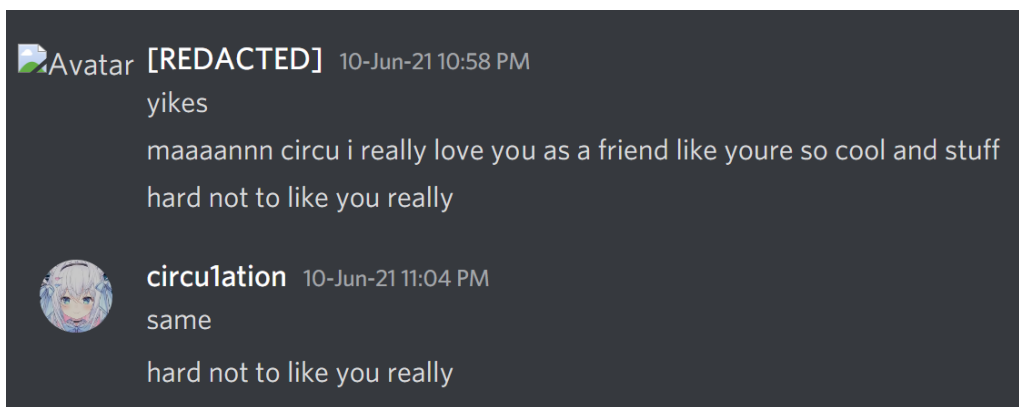 Avatar [REDACTED] 10-Jun-21 10:58 PM
yikes
maaaannn circu i really love you as a friend like youre so cool and stuff
hard not to like you really
circu1ation 10-Jun-21 11:04 PM
same
hard not to like you really